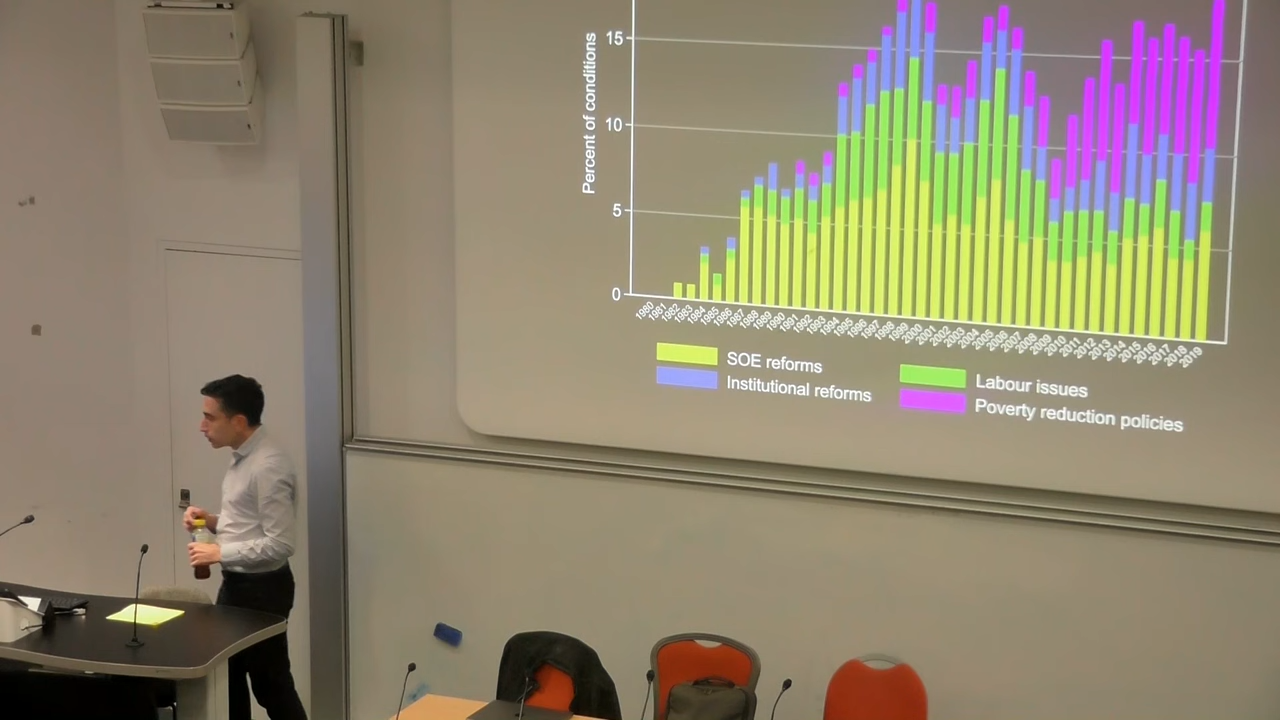 15
10
5
0
Percent of conditions
1980 1981 1982 1983 1984 1985 1986 1987 1988 1989 1990 1991 1992 1993 1994 1995 1996 1997 1998 1999 2000 2001 2002 2003 2004 2005 2006 2007 2008 2009 2010 2011 2012 2013 2014 2015 2016 2017 2018 2019
SOE reforms
Labour issues
Institutional reforms
Poverty reduction policies